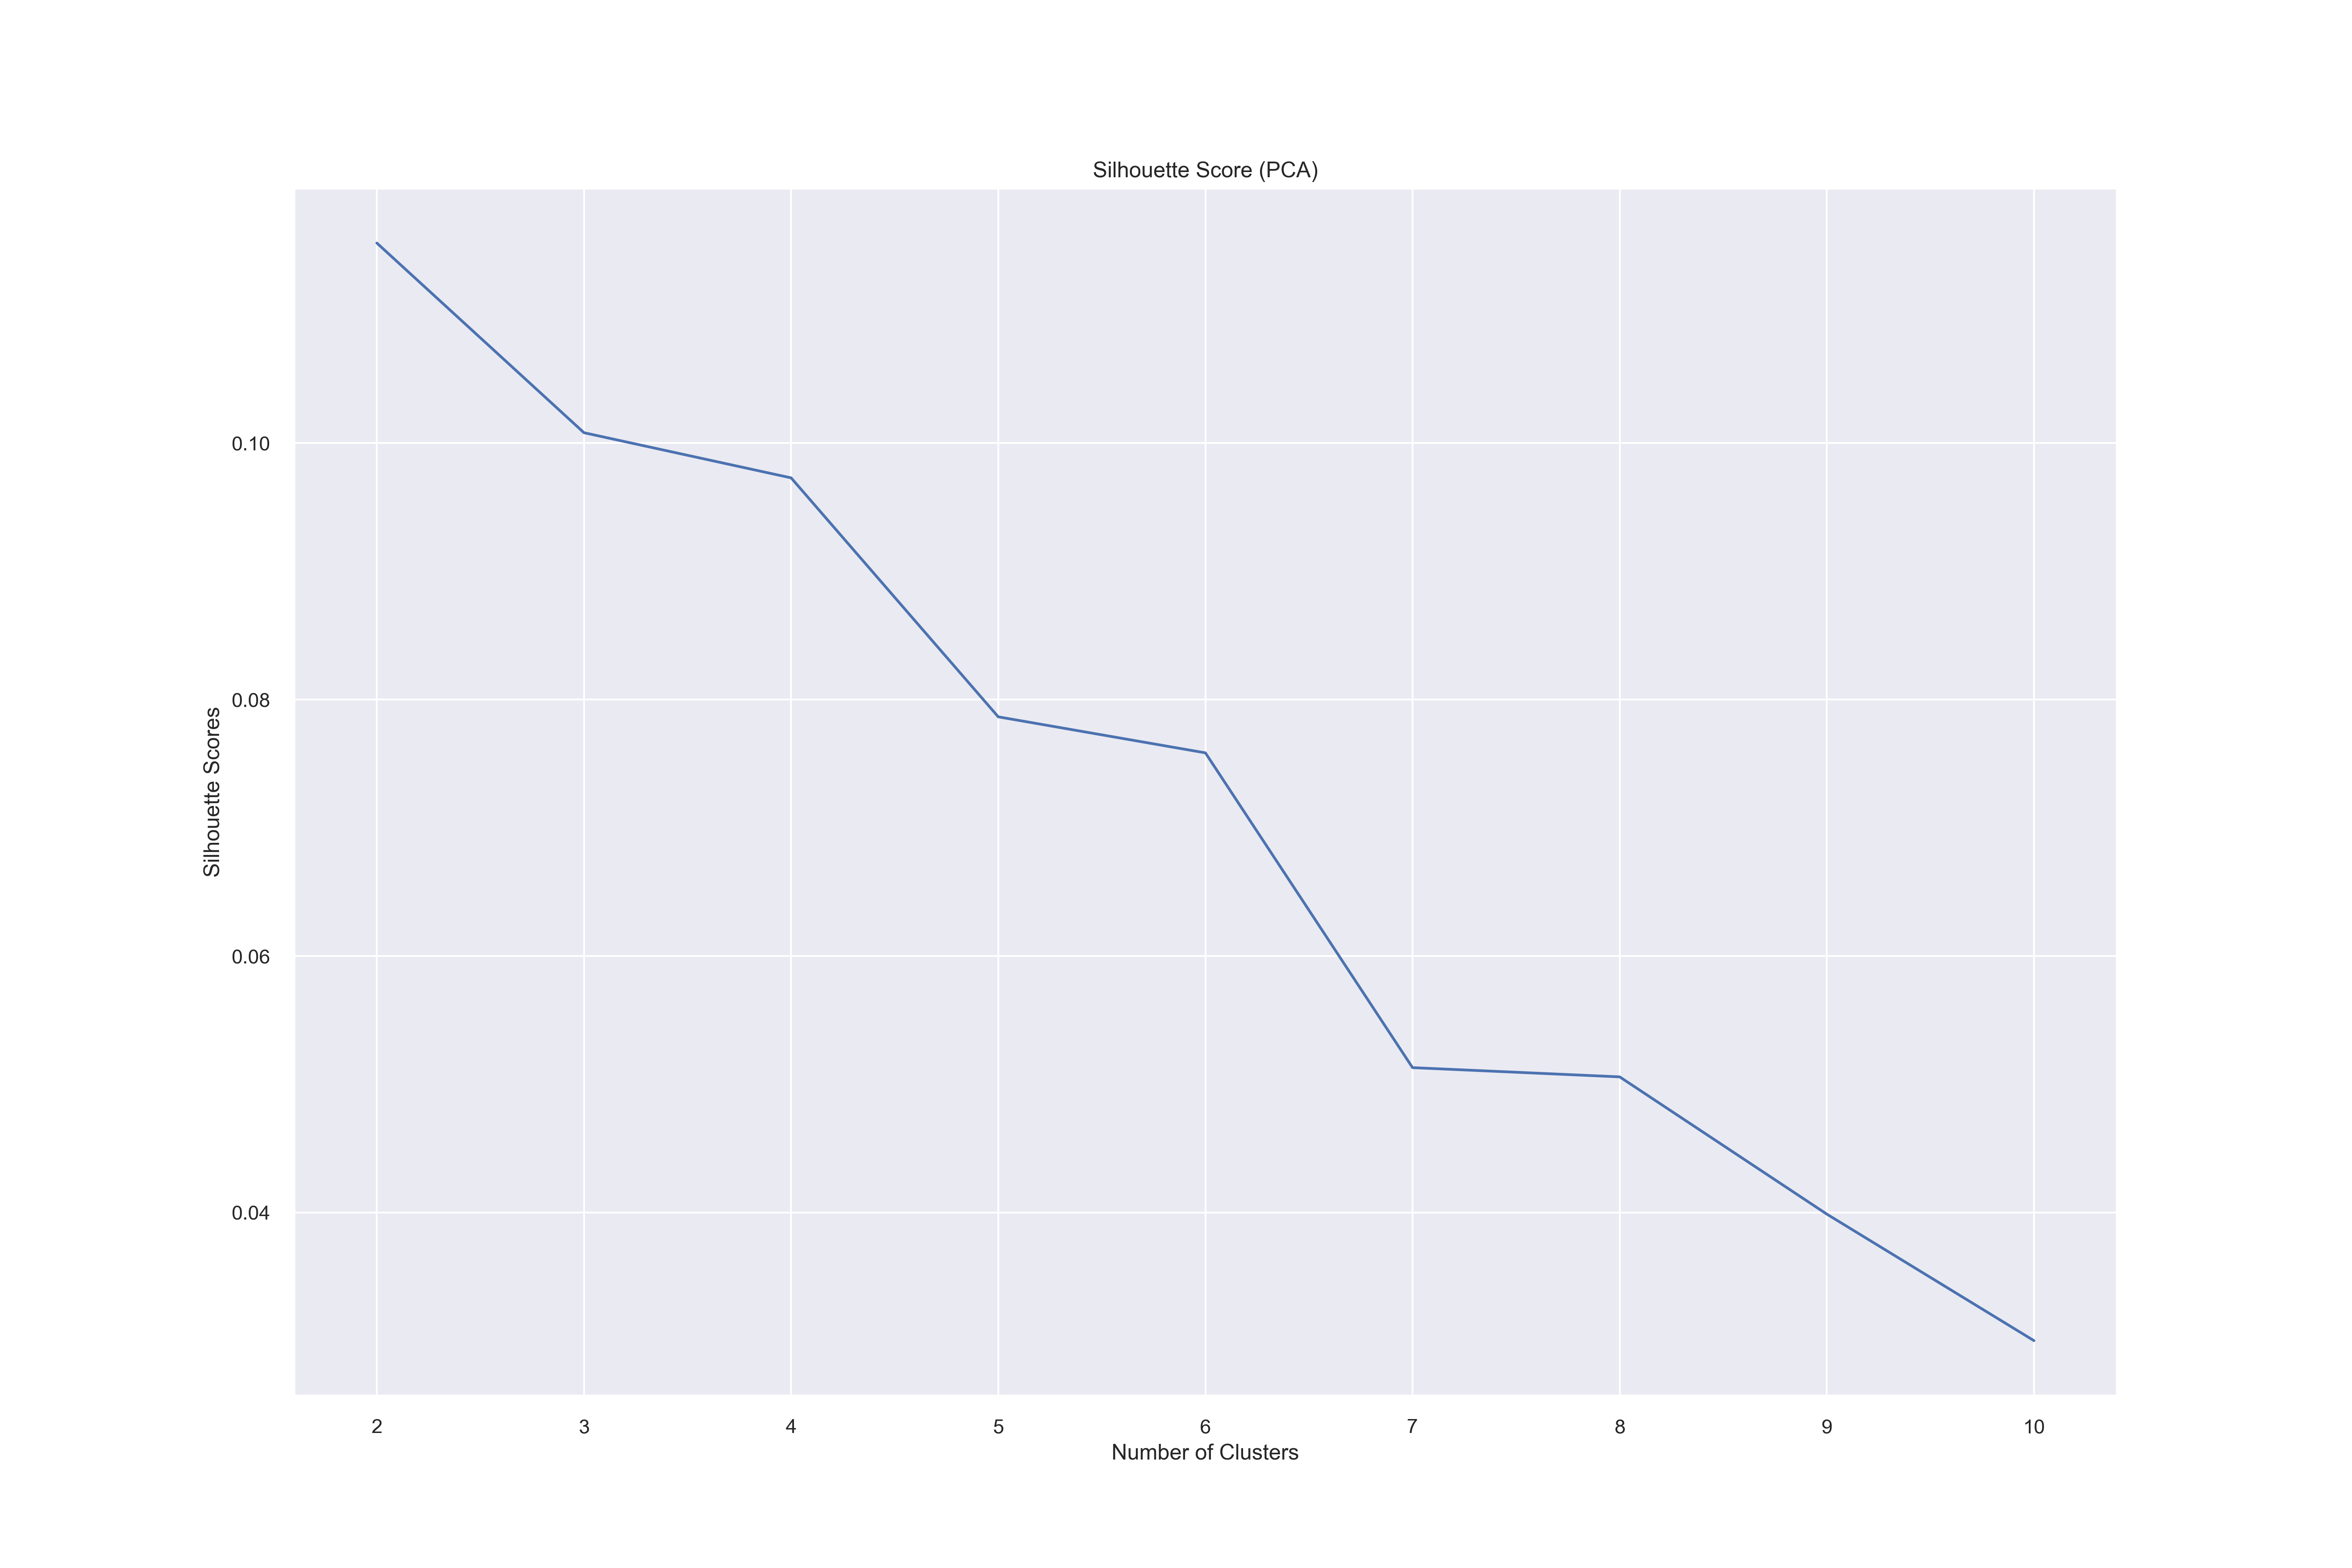 Silhouette Score (PCA)
0.10
0.08
0.06
0.04
Silhouette Scores
2 3 4 5 6 7 8 9 10
Number of Clusters